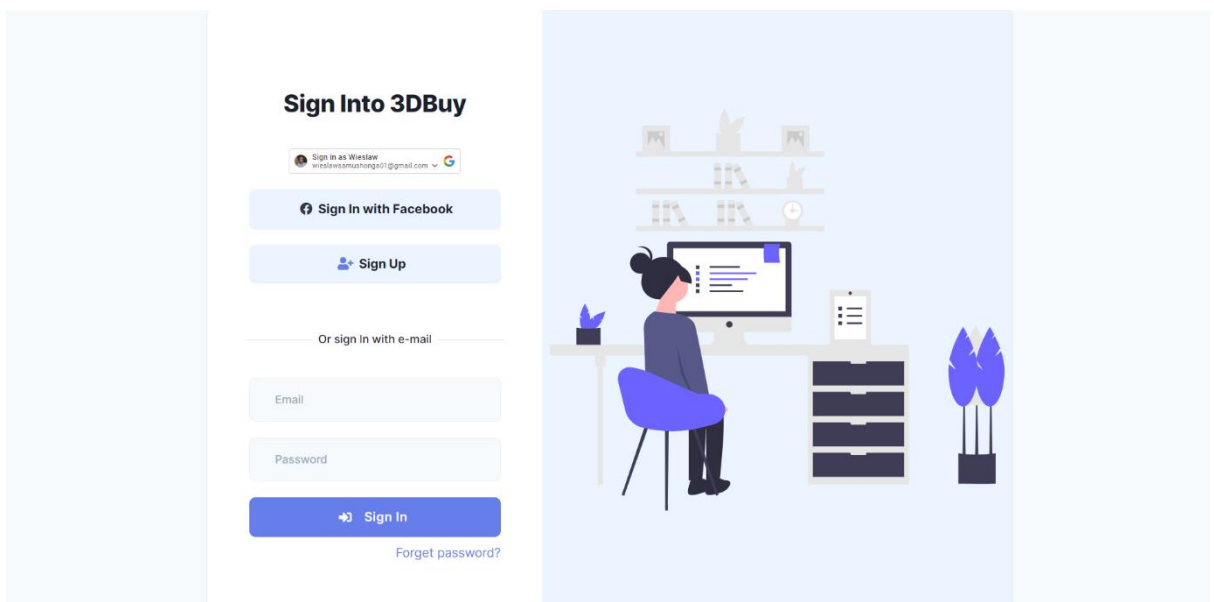 Sign Into 3DBuy
Sign in as Wieslaw
wieslawsamushonga01@gmail.com
Sign In with Facebook
Sign Up
Or sign In with e-mail
Email
Password
Sign In
Forget password?